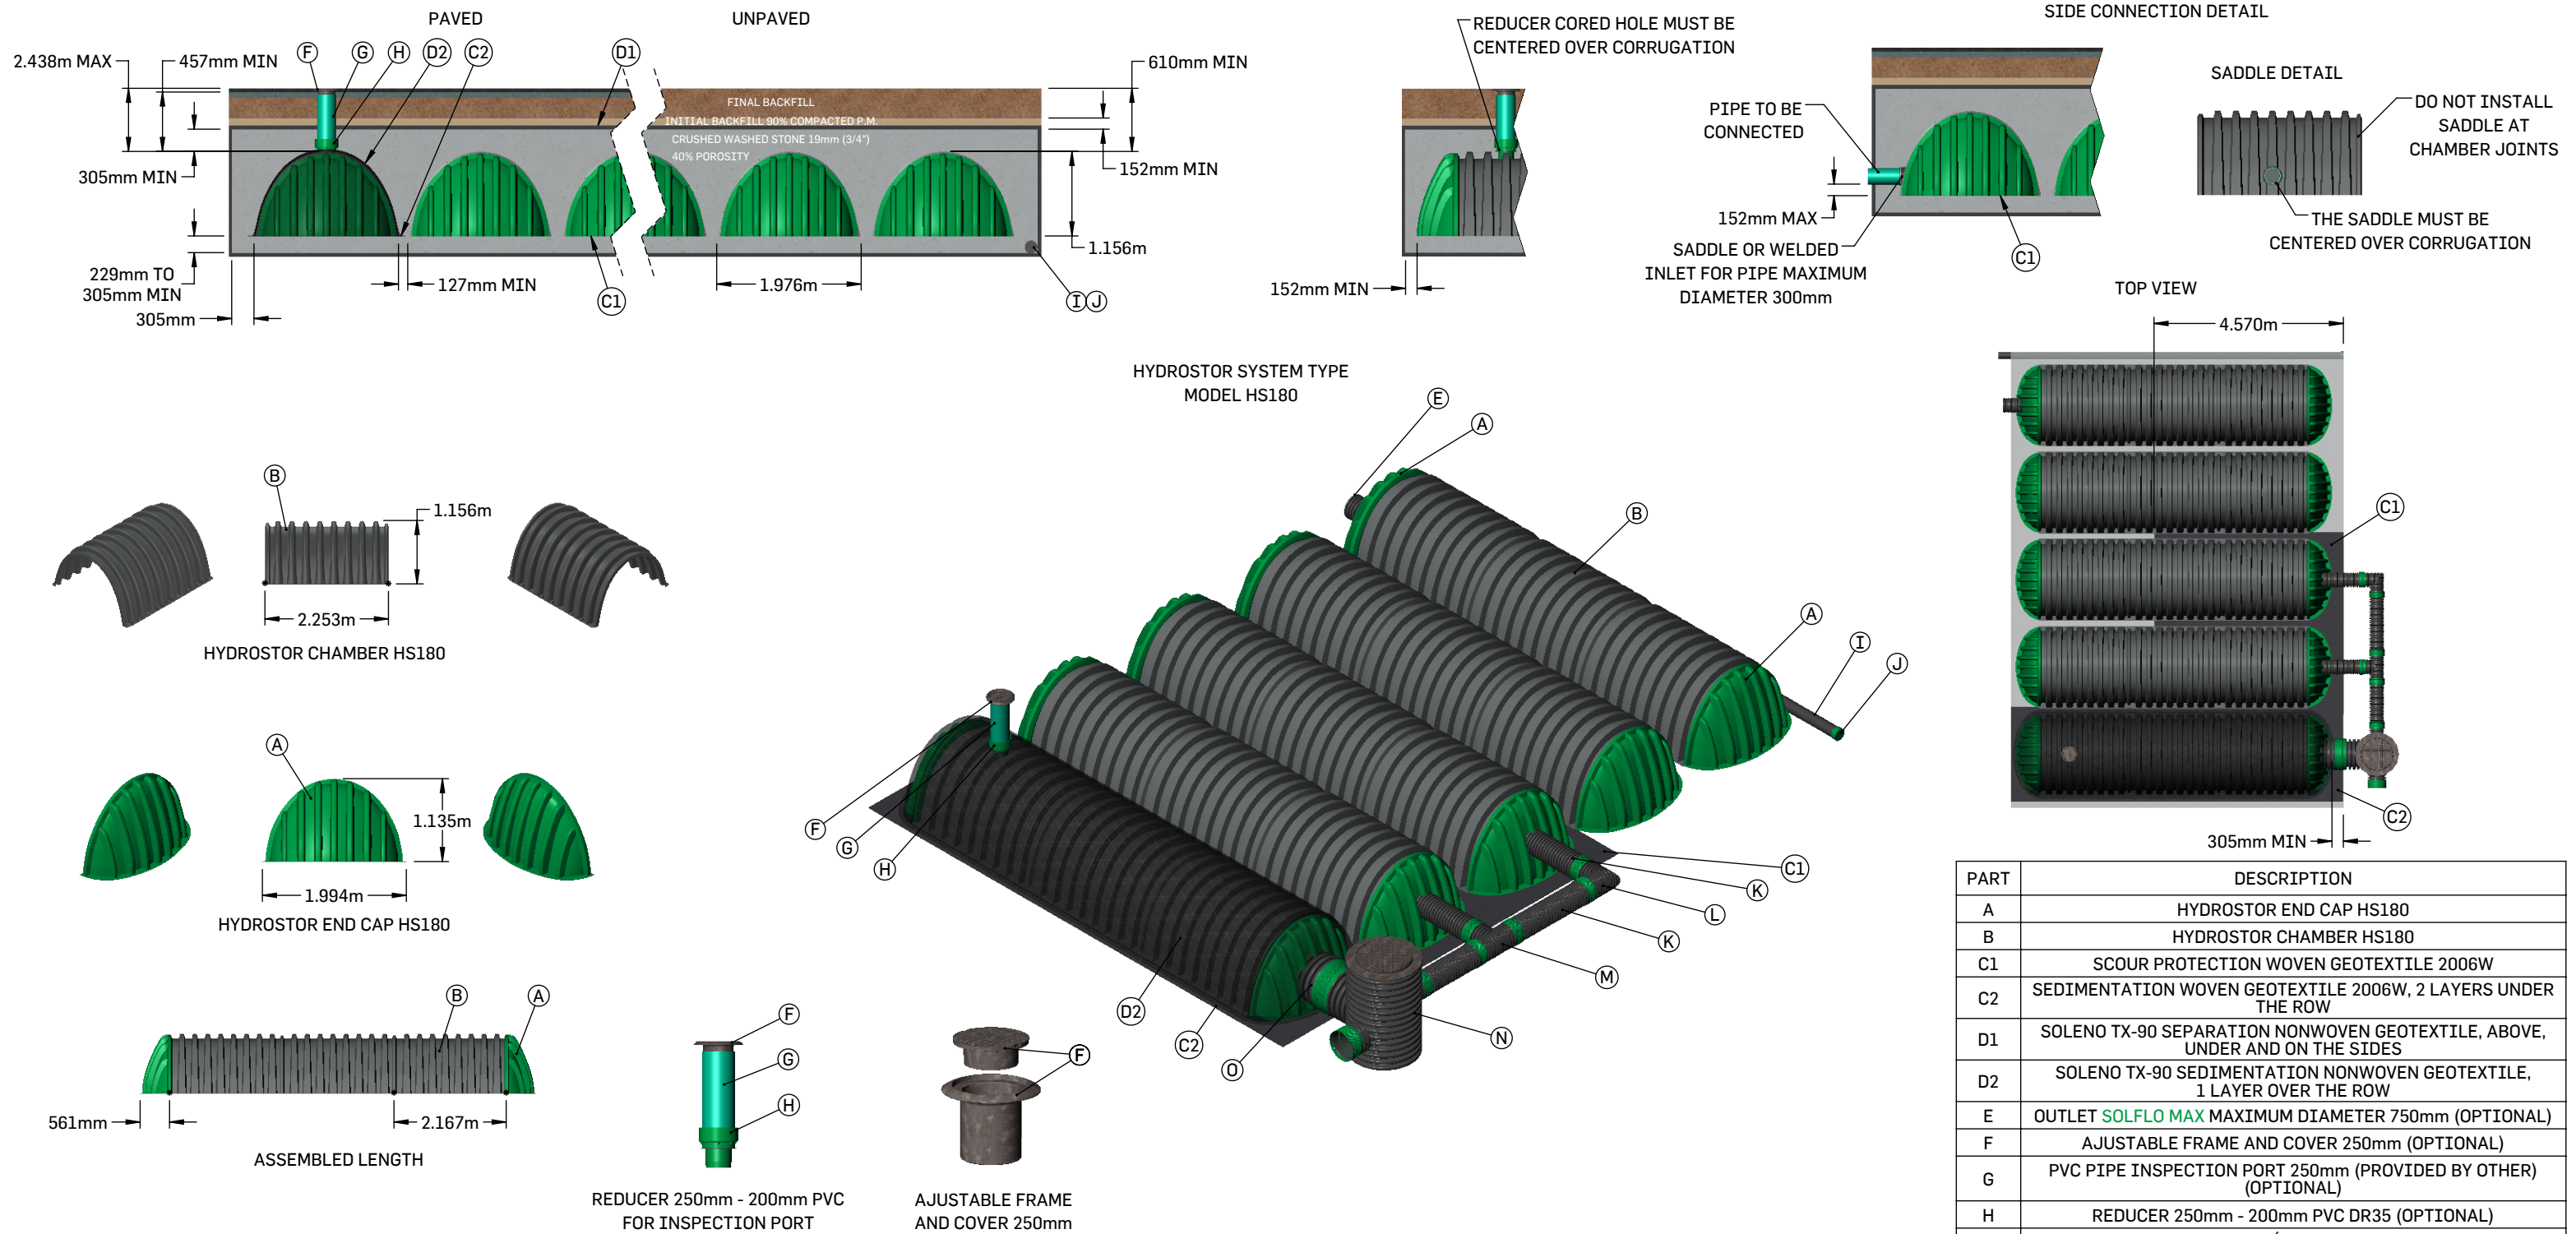 PAVED
UNPAVED
2.438m MAX
457mm MIN
F
G
H
D2
C2
D1
610mm MIN
FINAL BACKFILL
INITIAL BACKFILL 90% COMPACTED P.M.
CRUSHED WASHED STONE 19mm (3/4")
40% POROSITY
305mm MIN
152mm MIN
229mm TO
305mm MIN
305mm
127mm MIN
C1
1.976m
1.156m
I
J
REDUCER CORED HOLE MUST BE
CENTERED OVER CORRUGATION
152mm MIN
SIDE CONNECTION DETAIL
PIPE TO BE
CONNECTED
152mm MAX
SADDLE OR WELDED
INLET FOR PIPE MAXIMUM
DIAMETER 300mm
C1
SADDLE DETAIL
DO NOT INSTALL
SADDLE AT
CHAMBER JOINTS
THE SADDLE MUST BE
CENTERED OVER CORRUGATION
TOP VIEW
4.570m
C1
C2
305mm MIN
HYDROSTOR SYSTEM TYPE
MODEL HS180
E
A
B
A
I
J
F
G
H
C1
K
L
K
M
N
D2
C2
O
B
1.156m
2.253m
HYDROSTOR CHAMBER HS180
A
1.135m
1.994m
HYDROSTOR END CAP HS180
B
A
561mm
2.167m
ASSEMBLED LENGTH
F
G
H
REDUCER 250mm - 200mm PVC
FOR INSPECTION PORT
F
AJUSTABLE FRAME
AND COVER 250mm
PART DESCRIPTION
A HYDROSTOR END CAP HS180
B HYDROSTOR CHAMBER HS180
C1 SCOUR PROTECTION WOVEN GEOTEXTILE 2006W
C2 SEDIMENTATION WOVEN GEOTEXTILE 2006W, 2 LAYERS UNDER
THE ROW
D1 SOLENO TX-90 SEPARATION NONWOVEN GEOTEXTILE, ABOVE,
UNDER AND ON THE SIDES
D2 SOLENO TX-90 SEDIMENTATION NONWOVEN GEOTEXTILE,
1 LAYER OVER THE ROW
E OUTLET SOLFLO MAX MAXIMUM DIAMETER 750mm (OPTIONAL)
F AJUSTABLE FRAME AND COVER 250mm (OPTIONAL)
G PVC PIPE INSPECTION PORT 250mm (PROVIDED BY OTHER)
(OPTIONAL)
H REDUCER 250mm - 200mm PVC DR35 (OPTIONAL)